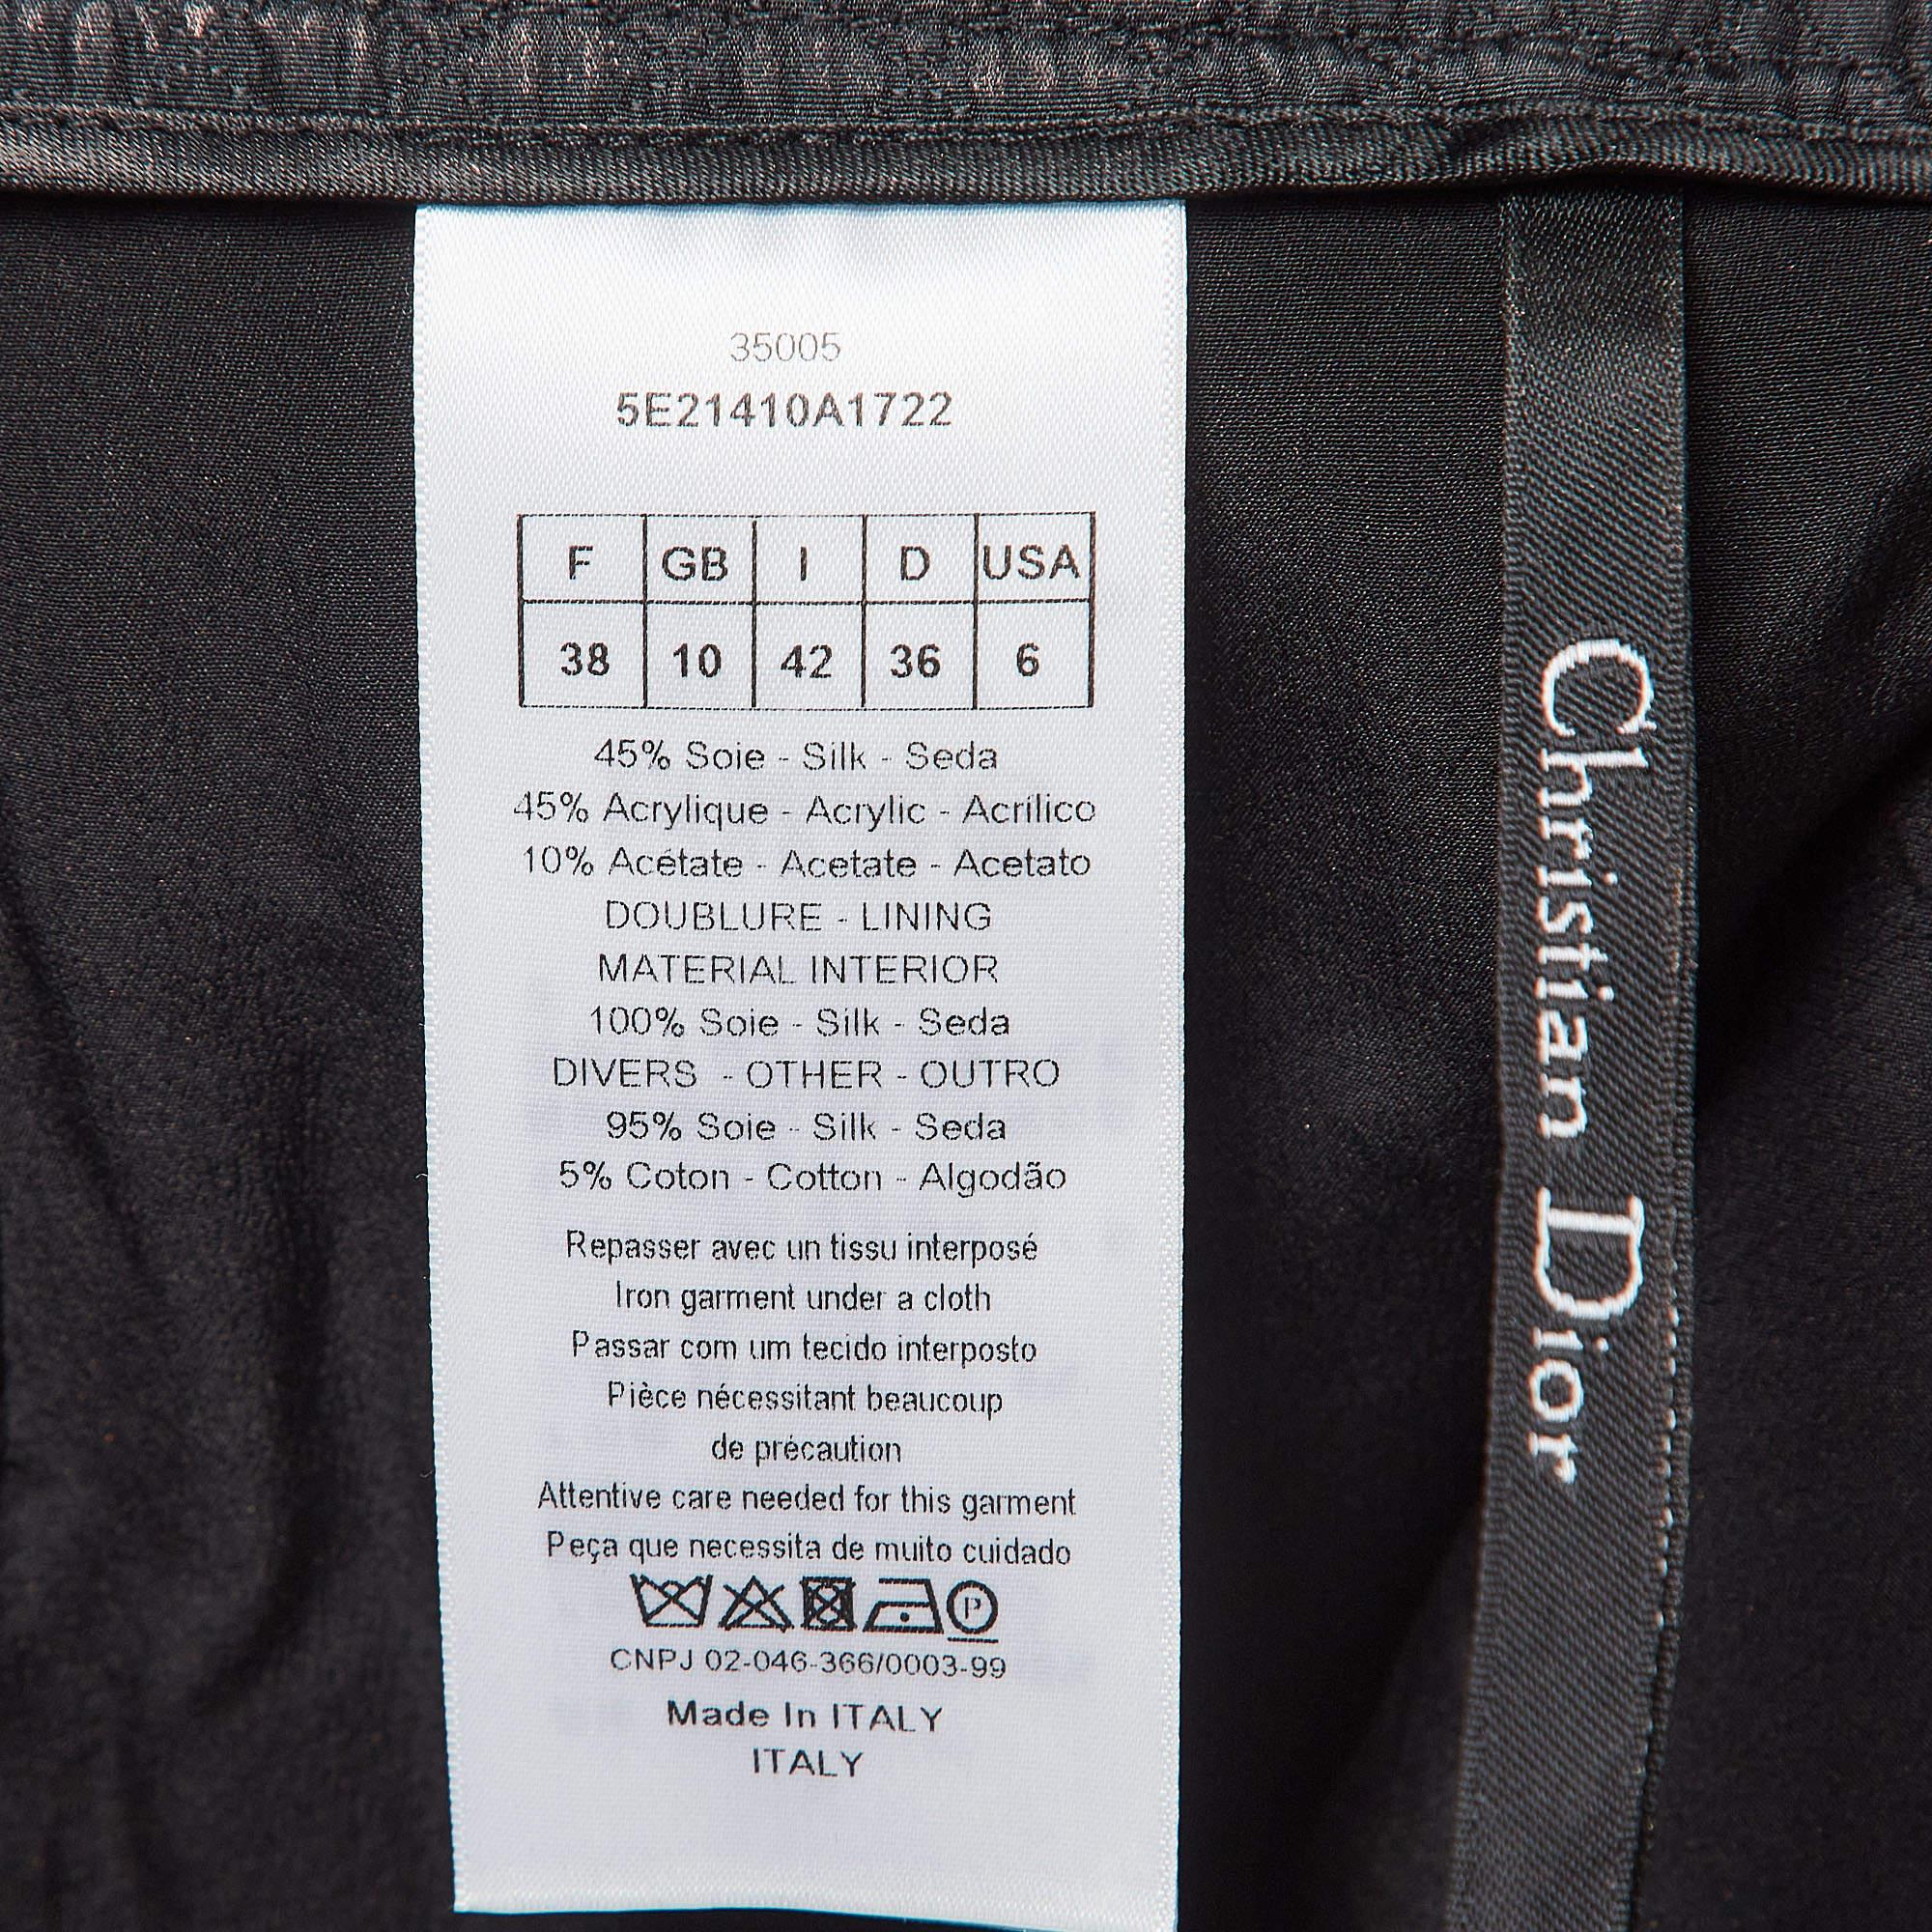 35005
5E21410A1722
F GB I D USA
38 10 42 36 6
45% Soie - Silk - Seda
45% Acrylique - Acrylic - Acrílico
10% Acétate - Acetate - Acetato
DOUBLURE - LINING
MATERIAL INTERIOR
100% Soie - Silk - Seda
DIVERS - OTHER - OUTRO
95% Soie - Silk - Seda
5% Coton - Cotton - Algodão
Repasser avec un tissu interposé
Iron garment under a cloth
Passar com um tecido interposto
Pièce nécessitant beaucoup
de précaution
Attentive care needed for this garment
Peça que necessita de muito cuidado
P
CNPJ 02-046-366/0003-99
Made In ITALY
ITALY
Christian Dior